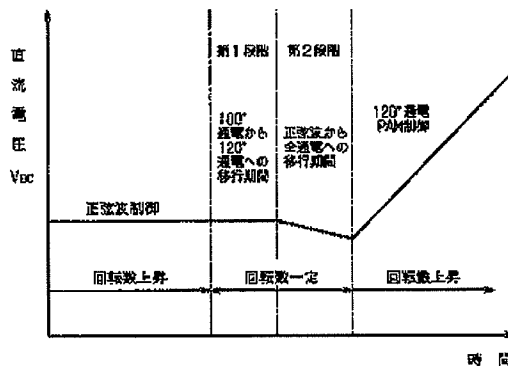 直流電圧
VDC
第1段階
第2段階
180°
通電から
120°
通電への
移行期間
正弦波から
全通電への
移行期間
120°通電
PAM制御
正弦波制御
回転数上昇
回転数一定
回転数上昇
時間